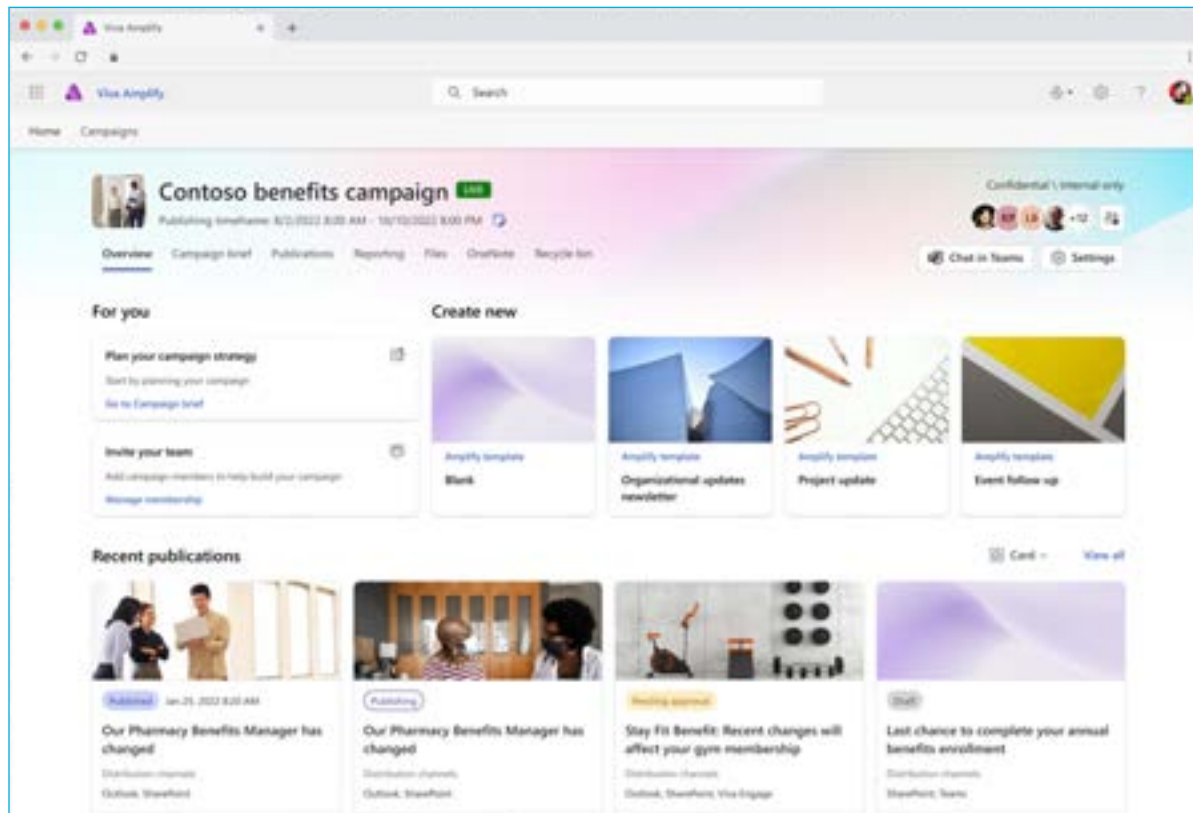 Viva Amplify
Viva Amplify
Search
Home Campaigns
Contoso benefits campaign LIVE
Publishing timeframe: 8/2/2022 8:00 AM - 10/10/2022 8:00 PM
Confidential \ Internal only
+12
Overview Campaign brief Publications Reporting Files OneNote Recycle bin
Chat in Teams Settings
For you
Create new
Plan your campaign strategy
Start by planning your campaign
Go to Campaign brief
Invite your team
Add campaign members to help build your campaign
Manage membership
Amplify template
Blank
Amplify template
Organizational updates
newsletter
Amplify template
Project update
Amplify template
Event follow up
Recent publications
Card View all
Published Jan 25, 2022 8:20 AM
Our Pharmacy Benefits Manager has
changed
Distribution channels
Outlook, SharePoint
Publishing
Our Pharmacy Benefits Manager has
changed
Distribution channels
Outlook, SharePoint
Pending approval
Stay Fit Benefit: Recent changes will
affect your gym membership
Distribution channels
Outlook, SharePoint, Viva Engage
Draft
Last chance to complete your annual
benefits enrollment
Distribution channels
SharePoint, Teams